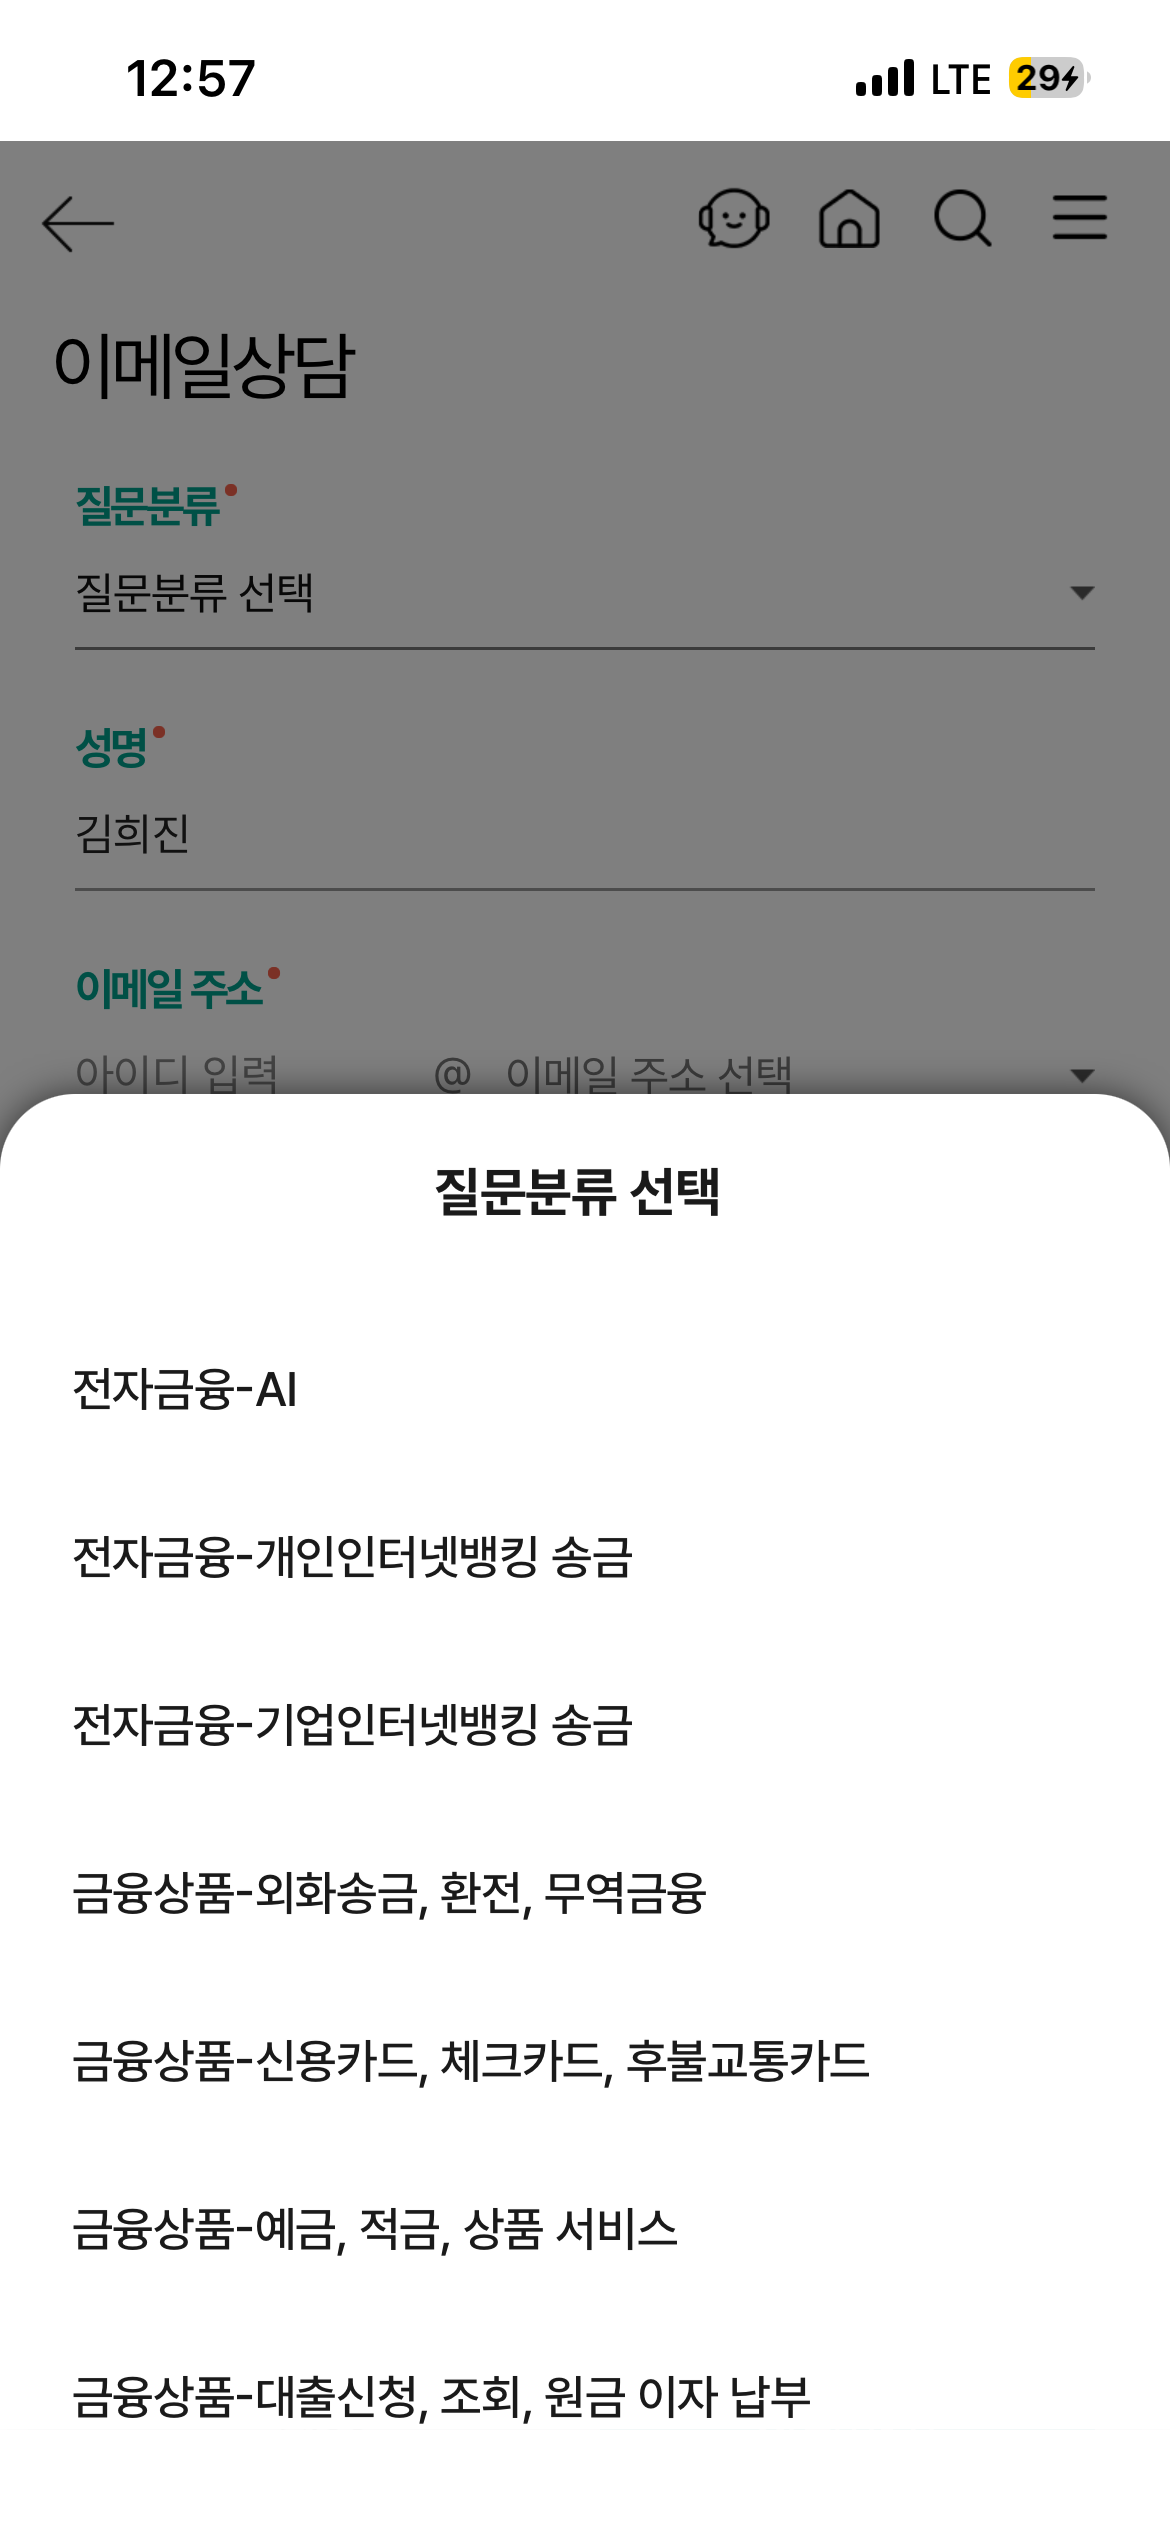 12:57
LTE 29
이메일상담
질문분류
질문분류 선택
성명
김희진
이메일 주소
아이디 입력 @ 이메일 주소 선택
질문분류 선택
전자금융-AI
전자금융-개인인터넷뱅킹 송금
전자금융-기업인터넷뱅킹 송금
금융상품-외화송금, 환전, 무역금융
금융상품-신용카드, 체크카드, 후불교통카드
금융상품-예금, 적금, 상품 서비스
금융상품-대출신청, 조회, 원금 이자 납부